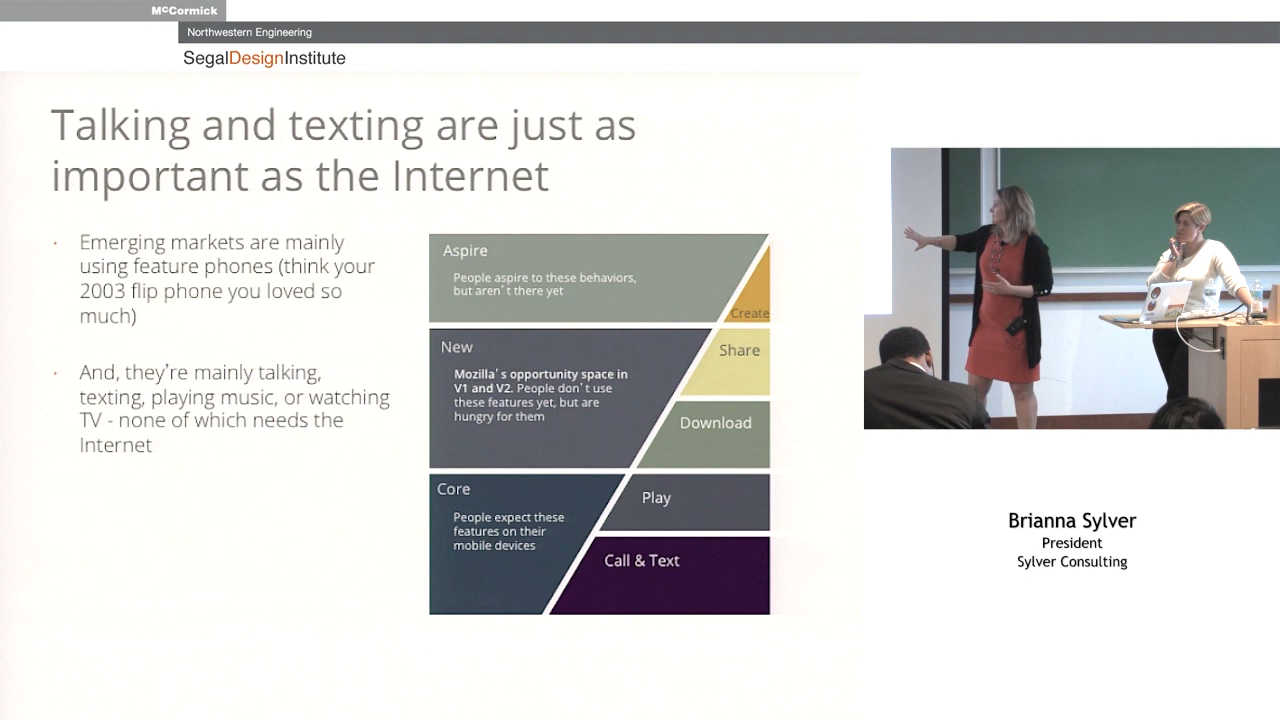 McCormick
Northwestern Engineering
SegalDesignInstitute
Talking and texting are just as
important as the Internet
· Emerging markets are mainly
using feature phones (think your
2003 flip phone you loved so
much)
· And, they're mainly talking,
texting, playing music, or watching
TV - none of which needs the
Internet
Aspire
People aspire to these behaviors,
but aren't there yet
Create
New
Mozilla's opportunity space in
V1 and V2. People don't use
these features yet, but are
hungry for them
Share
Download
Core
People expect these
features on their
mobile devices
Play
Call & Text
Brianna Sylver
President
Sylver Consulting